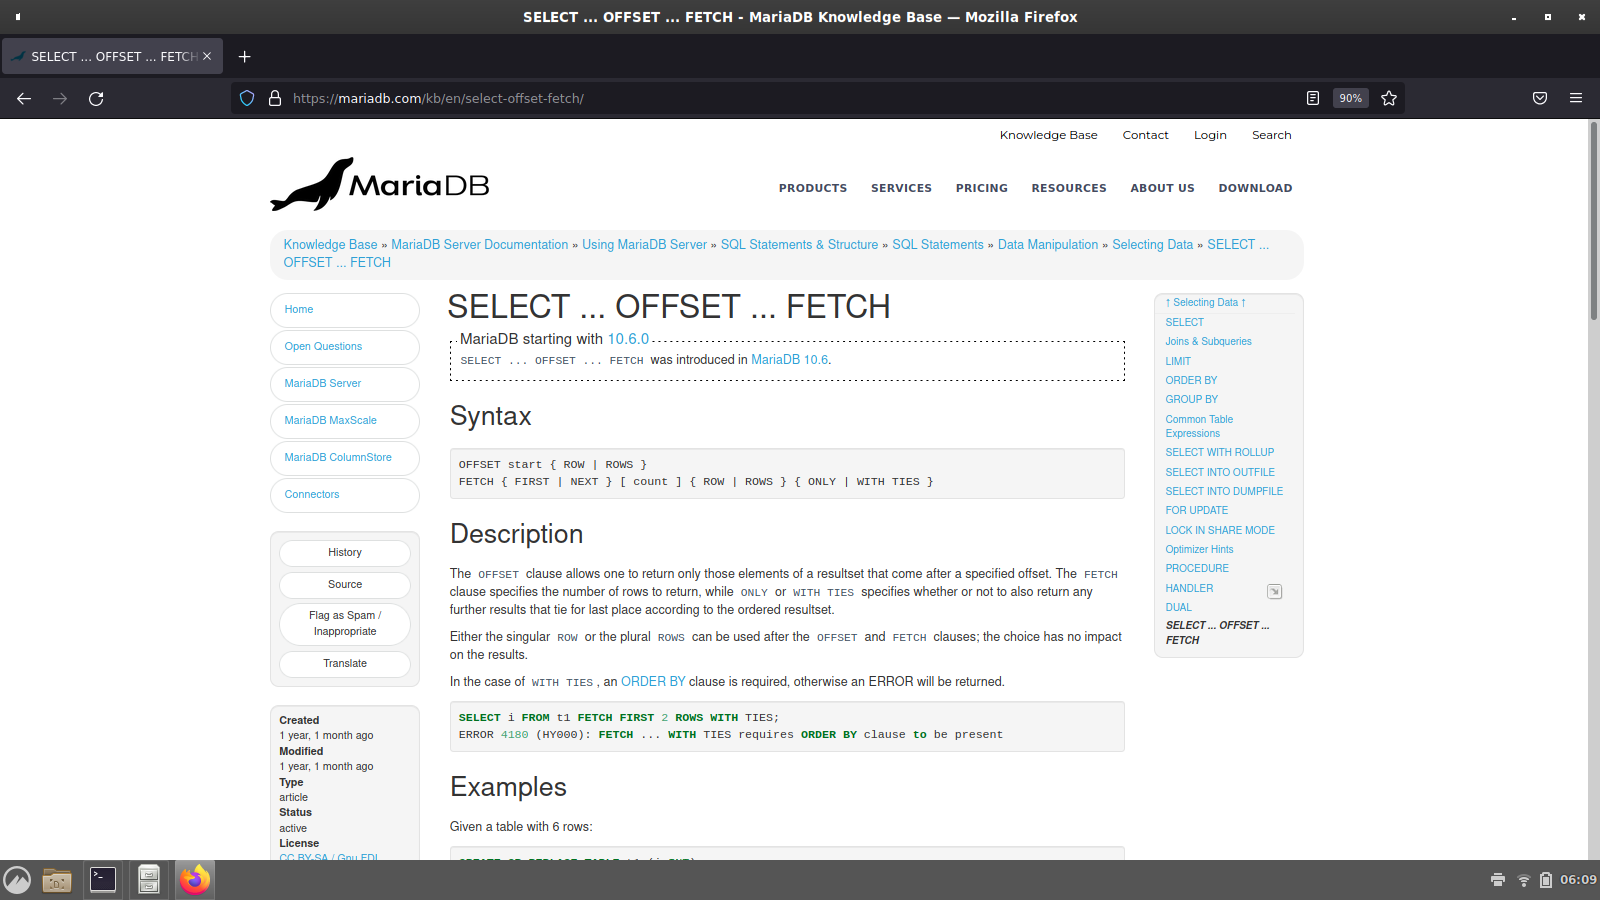 SELECT ... OFFSET ... FETCH - MariaDB Knowledge Base — Mozilla Firefox
SELECT ... OFFSET ... FETCH
https://mariadb.com/kb/en/select-offset-fetch/
90%
Knowledge Base Contact Login Search
MariaDB
PRODUCTS SERVICES PRICING RESOURCES ABOUT US DOWNLOAD
Knowledge Base » MariaDB Server Documentation » Using MariaDB Server » SQL Statements & Structure » SQL Statements » Data Manipulation » Selecting Data » SELECT ...
OFFSET ... FETCH
Home
Open Questions
MariaDB Server
MariaDB MaxScale
MariaDB ColumnStore
Connectors
History
Source
Flag as Spam /
Inappropriate
Translate
Created
1 year, 1 month ago
Modified
1 year, 1 month ago
Type
article
Status
active
License
CC BY-SA / Gnu FDL
SELECT ... OFFSET ... FETCH
MariaDB starting with 10.6.0
SELECT ... OFFSET ... FETCH was introduced in MariaDB 10.6.
Syntax
OFFSET start { ROW | ROWS }
FETCH { FIRST | NEXT } [ count ] { ROW | ROWS } { ONLY | WITH TIES }
Description
The OFFSET clause allows one to return only those elements of a resultset that come after a specified offset. The FETCH
clause specifies the number of rows to return, while ONLY or WITH TIES specifies whether or not to also return any
further results that tie for last place according to the ordered resultset.
Either the singular ROW or the plural ROWS can be used after the OFFSET and FETCH clauses; the choice has no impact
on the results.
In the case of WITH TIES, an ORDER BY clause is required, otherwise an ERROR will be returned.
SELECT i FROM t1 FETCH FIRST 2 ROWS WITH TIES;
ERROR 4180 (HY000): FETCH ... WITH TIES requires ORDER BY clause to be present
Examples
Given a table with 6 rows:
↑ Selecting Data ↑
SELECT
Joins & Subqueries
LIMIT
ORDER BY
GROUP BY
Common Table
Expressions
SELECT WITH ROLLUP
SELECT INTO OUTFILE
SELECT INTO DUMPFILE
FOR UPDATE
LOCK IN SHARE MODE
Optimizer Hints
PROCEDURE
HANDLER
DUAL
SELECT ... OFFSET ...
FETCH
06:09